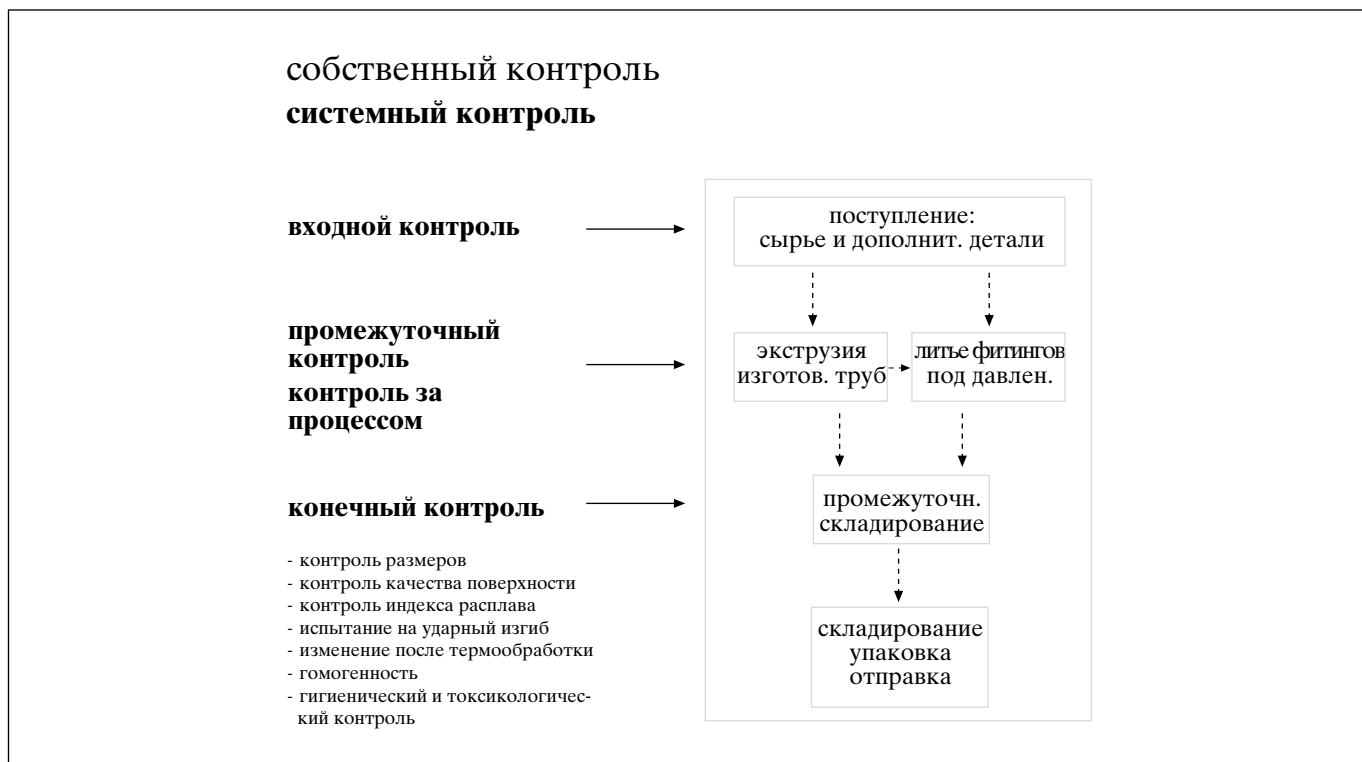 собственный контроль
системный контроль
входной контроль
поступление:
сырье и дополнит. детали
промежуточный
контроль
контроль за
процессом
экструзия
изготов. труб
литье фитингов
под давлен.
конечный контроль
промежуточн.
складирование
- контроль размеров
- контроль качества поверхности
- контроль индекса расплава
- испытание на ударный изгиб
- изменение после термообработки
- гомогенность
- гигиенический и токсикологичес-
кий контроль
складирование
упаковка
отправка